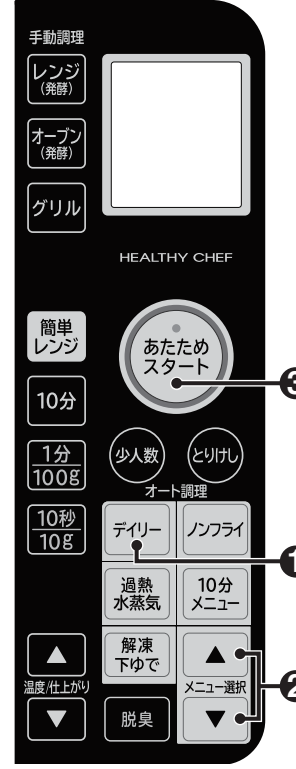 手動調理
レンジ
(発酵)
オーブン
(発酵)
グリル
HEALTHY CHEF
簡単
レンジ
あたため
スタート
3
10分
1分
100g
少人数
とりけし
オート調理
10秒
10g
デイリー
ノンフライ
1
過熱
水蒸気
10分
メニュー
解凍
下ゆで
▲
▲
温度/仕上がり
メニュー選択
2
▼
脱臭
▼